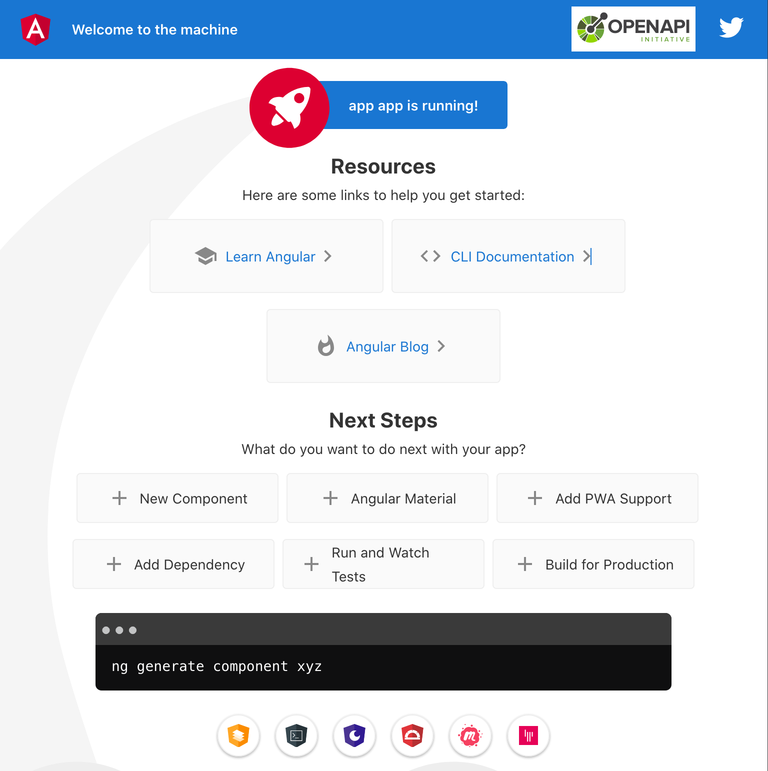 Welcome to the machine
OPENAPI
INITIATIVE
app app is running!
Resources
Here are some links to help you get started:
Learn Angular
CLI Documentation
Angular Blog
Next Steps
What do you want to do next with your app?
New Component
Angular Material
Add PWA Support
Add Dependency
Run and Watch
Tests
Build for Production
ng generate component xyz